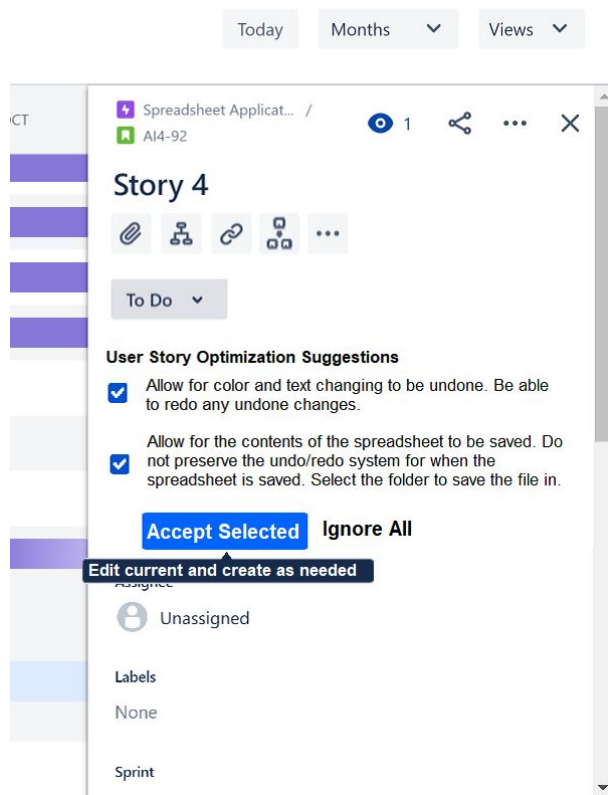 Today Months Views
OCT
Spreadsheet Applicat... /
AI4-92
1
Story 4
To Do
User Story Optimization Suggestions
Allow for color and text changing to be undone. Be able
to redo any undone changes.
Allow for the contents of the spreadsheet to be saved. Do
not preserve the undo/redo system for when the
spreadsheet is saved. Select the folder to save the file in.
Accept Selected Ignore All
Edit current and create as needed
Assignee
Unassigned
Labels
None
Sprint